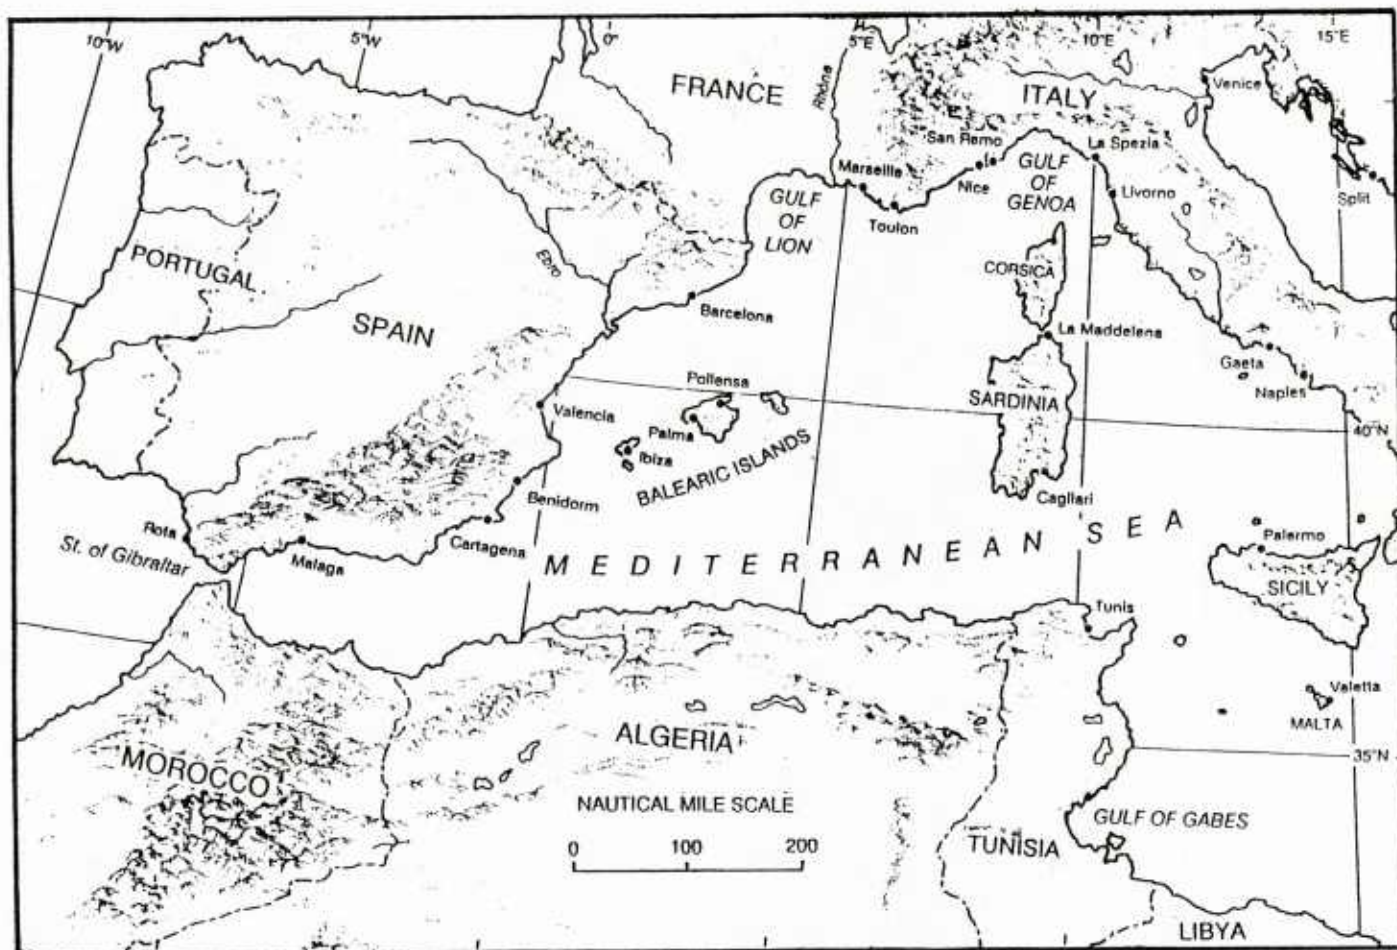 10°W
5°W
0°
5°E
10°E
15°E
FRANCE
Rhône
ITALY
Venice
San Remo
La Spezia
Marseille
Nice
GULF
OF
GENOA
Livorno
Split
GULF
OF
LION
Toulon
PORTUGAL
Ebro
CORSICA
Barcelona
SPAIN
La Maddelena
Gaeta
Naples
Pollensa
Valencia
SARDINIA
Palma
40°N
Ibiza
BALEARIC ISLANDS
Benidorm
Cagliari
Rota
St. of Gibraltar
Malaga
Cartagena
MEDITERRANEAN SEA
Palermo
SICILY
Tunis
Valetta
MALTA
ALGERIA
35°N
MOROCCO
NAUTICAL MILE SCALE
0 100 200
GULF OF GABES
TUNISIA
LIBYA